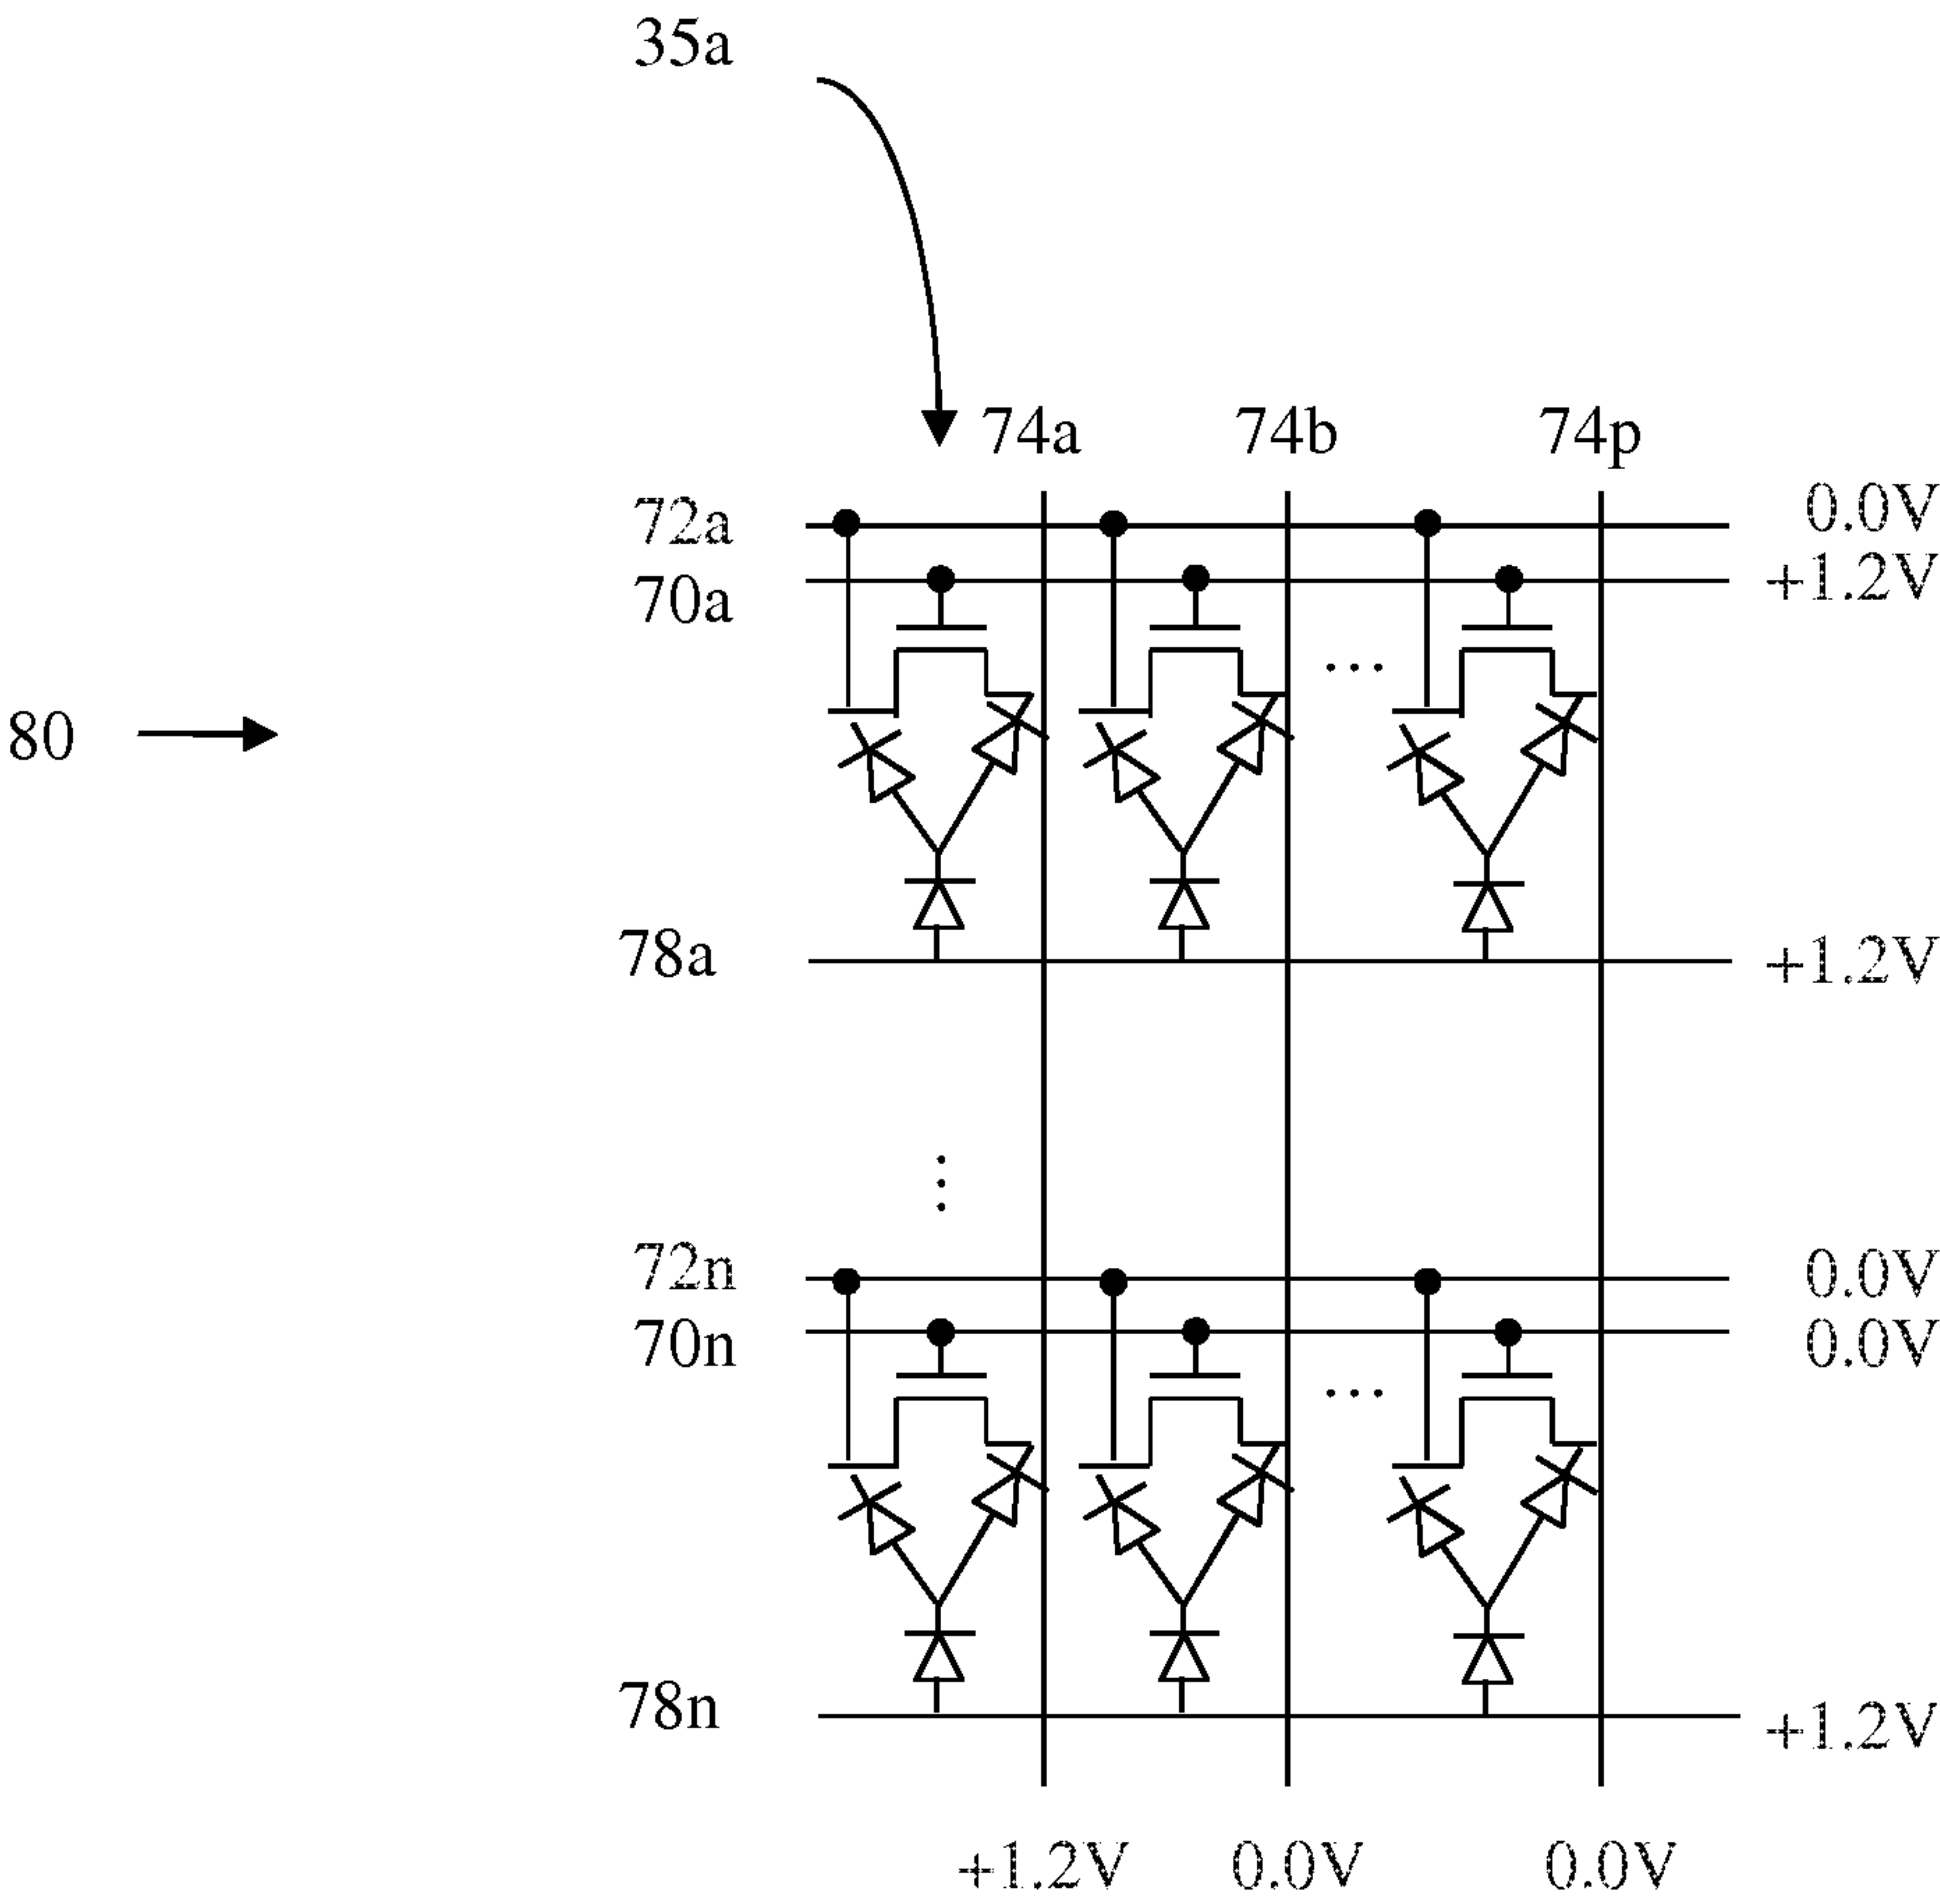 35a
74a 74b 74p
72a 0.0V
70a +1.2V
...
80
78a +1.2V
72n 0.0V
70n 0.0V
...
78n +1.2V
+1.2V 0.0V 0.0V